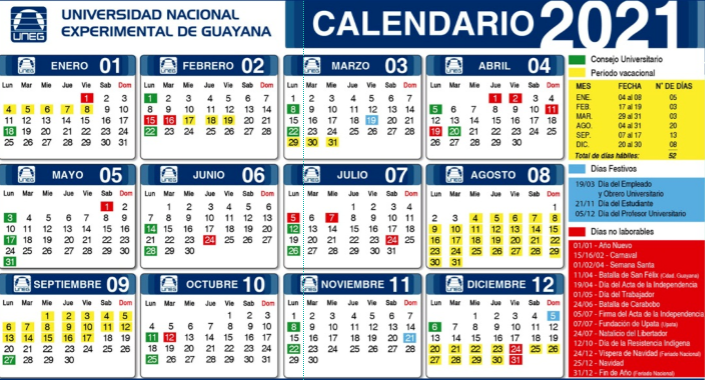 UNEG
UNIVERSIDAD NACIONAL
EXPERIMENTAL DE GUAYANA
CALENDARIO 2021
UNEG ENERO 01
Lun Mar Mie Jue Vie Sab Dom
1 2 3
4 5 6 7 8 9 10
11 12 13 14 15 16 17
18 19 20 21 22 23 24
25 26 27 28 29 30 31
UNEG FEBRERO 02
Lun Mar Mie Jue Vie Sab Dom
1 2 3 4 5 6 7
8 9 10 11 12 13 14
15 16 17 18 19 20 21
22 23 24 25 26 27 28
UNEG MARZO 03
Lun Mar Mie Jue Vie Sab Dom
1 2 3 4 5 6 7
8 9 10 11 12 13 14
15 16 17 18 19 20 21
22 23 24 25 26 27 28
29 30 31
UNEG ABRIL 04
Lun Mar Mie Jue Vie Sab Dom
1 2 3 4
5 6 7 8 9 10 11
12 13 14 15 16 17 18
19 20 21 22 23 24 25
26 27 28 29 30
UNEG MAYO 05
Lun Mar Mie Jue Vie Sab Dom
1 2
3 4 5 6 7 8 9
10 11 12 13 14 15 16
17 18 19 20 21 22 23
24 25 26 27 28 29 30
31
UNEG JUNIO 06
Lun Mar Mie Jue Vie Sab Dom
1 2 3 4 5 6
7 8 9 10 11 12 13
14 15 16 17 18 19 20
21 22 23 24 25 26 27
28 29 30
UNEG JULIO 07
Lun Mar Mie Jue Vie Sab Dom
1 2 3 4
5 6 7 8 9 10 11
12 13 14 15 16 17 18
19 20 21 22 23 24 25
26 27 28 29 30 31
UNEG AGOSTO 08
Lun Mar Mie Jue Vie Sab Dom
1
2 3 4 5 6 7 8
9 10 11 12 13 14 15
16 17 18 19 20 21 22
23 24 25 26 27 28 29
30 31
UNEG SEPTIEMBRE 09
Lun Mar Mie Jue Vie Sab Dom
1 2 3 4 5
6 7 8 9 10 11 12
13 14 15 16 17 18 19
20 21 22 23 24 25 26
27 28 29 30
UNEG OCTUBRE 10
Lun Mar Mie Jue Vie Sab Dom
1 2 3
4 5 6 7 8 9 10
11 12 13 14 15 16 17
18 19 20 21 22 23 24
25 26 27 28 29 30 31
UNEG NOVIEMBRE 11
Lun Mar Mie Jue Vie Sab Dom
1 2 3 4 5 6 7
8 9 10 11 12 13 14
15 16 17 18 19 20 21
22 23 24 25 26 27 28
29 30
UNEG DICIEMBRE 12
Lun Mar Mie Jue Vie Sab Dom
1 2 3 4 5
6 7 8 9 10 11 12
13 14 15 16 17 18 19
20 21 22 23 24 25 26
27 28 29 30 31
Consejo Universitario
Periodo vacacional
MES FECHA N° DE DÍAS
ENE. 04 al 08 05
FEB. 17 al 19 03
MAR. 29 al 31 03
AGO. 04 al 31 20
SEP. 07 al 17 13
DIC. 20 al 30 08
Total de días hábiles: 52
Días Festivos
19/03 Día del Empleado
y Obrero Universitario
21/11 Día del Estudiante
05/12 Día del Profesor Universitario
Días no laborables
01/01 - Año Nuevo
15/16/02 - Carnaval
01/02/04 - Semana Santa
11/04 - Batalla de San Félix (Cdad. Guayana)
19/04 - Día del Acta de la Independencia
01/05 - Día del Trabajador
24/06 - Batalla de Carabobo
05/07 - Firma del Acta de la Independencia
07/07 - Fundación de Upata (Upata)
24/07 - Natalicio del Libertador
12/10 - Día de la Resistencia Indígena
24/12 - Víspera de Navidad (Feriado Nacional)
25/12 - Navidad
31/12 - Fin de Año (Feriado Nacional)